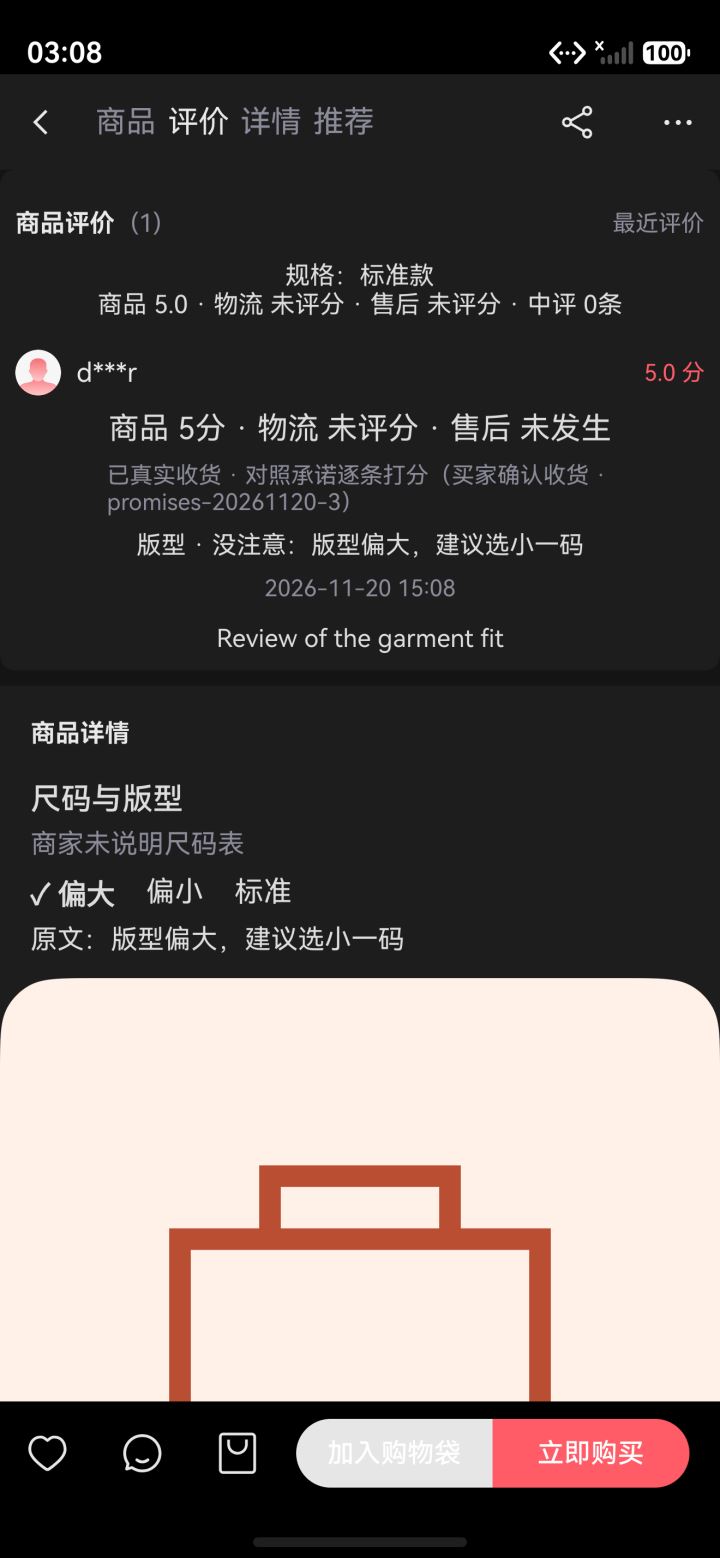 03:08
100
商品 评价 详情 推荐
商品评价 (1)
最近评价
规格：标准款
商品 5.0 · 物流 未评分 · 售后 未评分 · 中评 0条
d***r
5.0 分
商品 5分 · 物流 未评分 · 售后 未发生
已真实收货 · 对照承诺逐条打分（买家确认收货 ·
promises-20261120-3）
版型 · 没注意：版型偏大，建议选小一码
2026-11-20 15:08
Review of the garment fit
商品详情
尺码与版型
商家未说明尺码表
✓偏大 偏小 标准
原文：版型偏大，建议选小一码
加入购物袋
立即购买